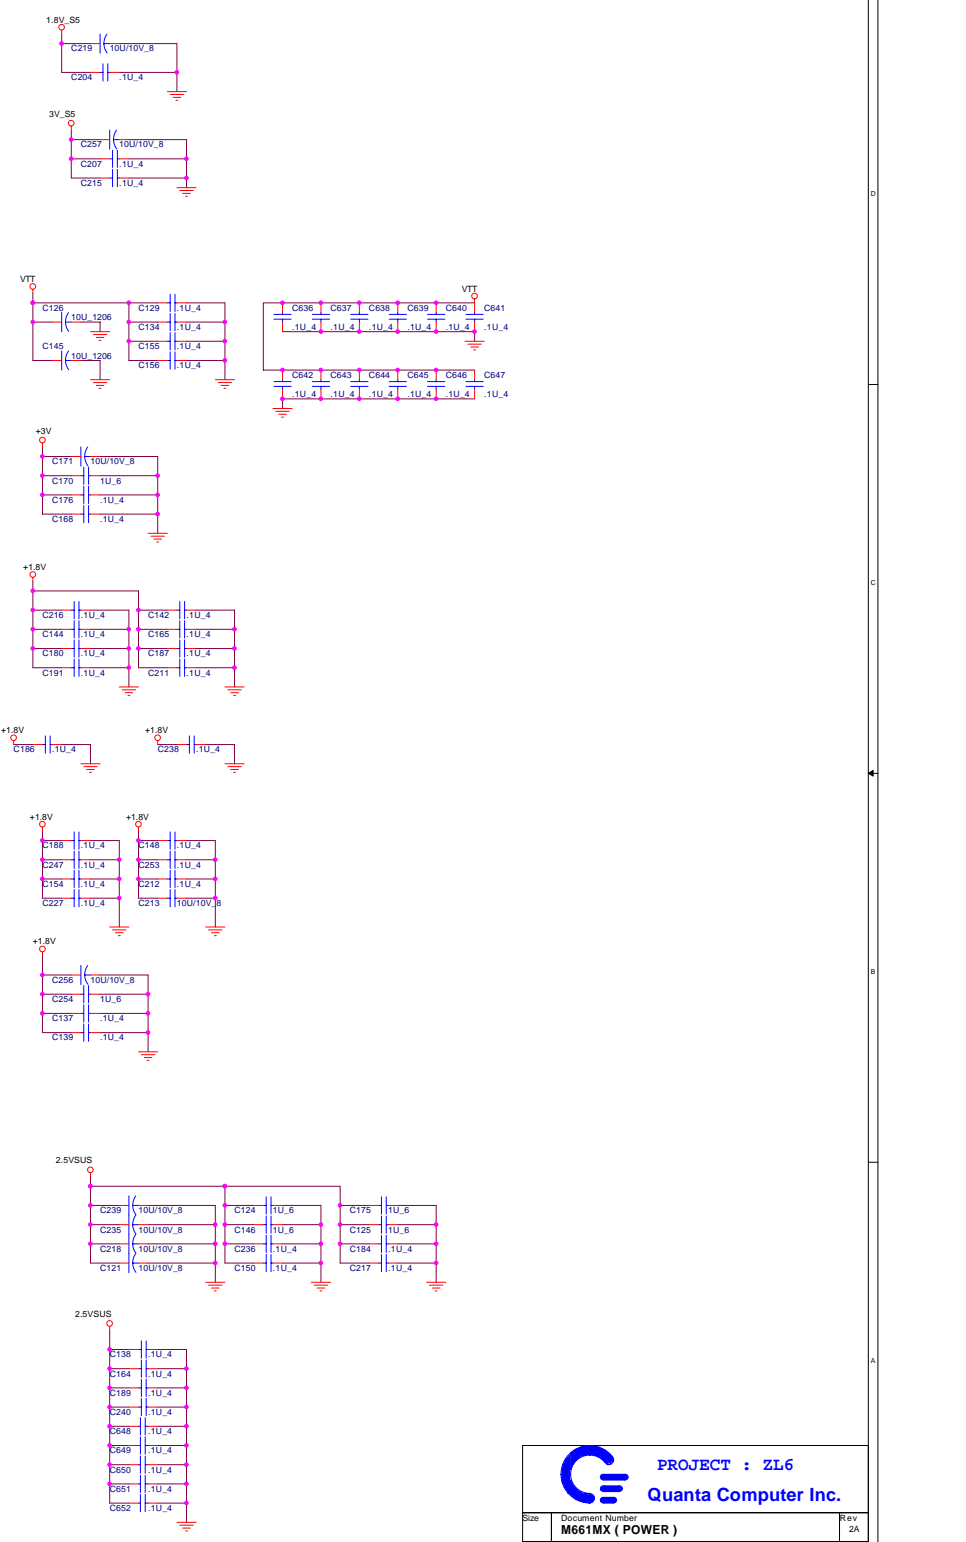 1.8V_S5
C219 10U/10V_8
C204 .1U_4
3V_S5
C257 10U/10V_8
C207 .1U_4
C215 .1U_4
D
VTT
C126 10U_1206
C145 10U_1206
C129 .1U_4
C134 .1U_4
C155 .1U_4
C156 .1U_4
VTT
C636 C637 C638 C639 C640 C641
.1U_4 .1U_4 .1U_4 .1U_4 .1U_4 .1U_4
C642 C643 C644 C645 C646 C647
.1U_4 .1U_4 .1U_4 .1U_4 .1U_4 .1U_4
+3V
C171 10U/10V_8
C170 1U_6
C176 .1U_4
C168 .1U_4
+1.8V
C
C216 .1U_4 C142 .1U_4
C144 .1U_4 C165 .1U_4
C180 .1U_4 C187 .1U_4
C191 .1U_4 C211 .1U_4
+1.8V +1.8V
C186 .1U_4 C238 .1U_4
+1.8V +1.8V
C188 .1U_4 C148 .1U_4
C247 .1U_4 C253 .1U_4
C154 .1U_4 C212 .1U_4
C227 .1U_4 C213 10U/10V_8
+1.8V
B
C256 10U/10V_8
C254 1U_6
C137 .1U_4
C139 .1U_4
2.5VSUS
C239 10U/10V_8 C124 1U_6 C175 1U_6
C235 10U/10V_8 C146 1U_6 C125 1U_6
C218 10U/10V_8 C236 .1U_4 C184 .1U_4
C121 10U/10V_8 C150 .1U_4 C217 .1U_4
2.5VSUS
C138 .1U_4
A
C164 .1U_4
C189 .1U_4
C240 .1U_4
C648 .1U_4
C649 .1U_4
C650 .1U_4
C651 .1U_4
C652 .1U_4
PROJECT : ZL6
Quanta Computer Inc.
Size Document Number Rev
M661MX ( POWER ) 2A